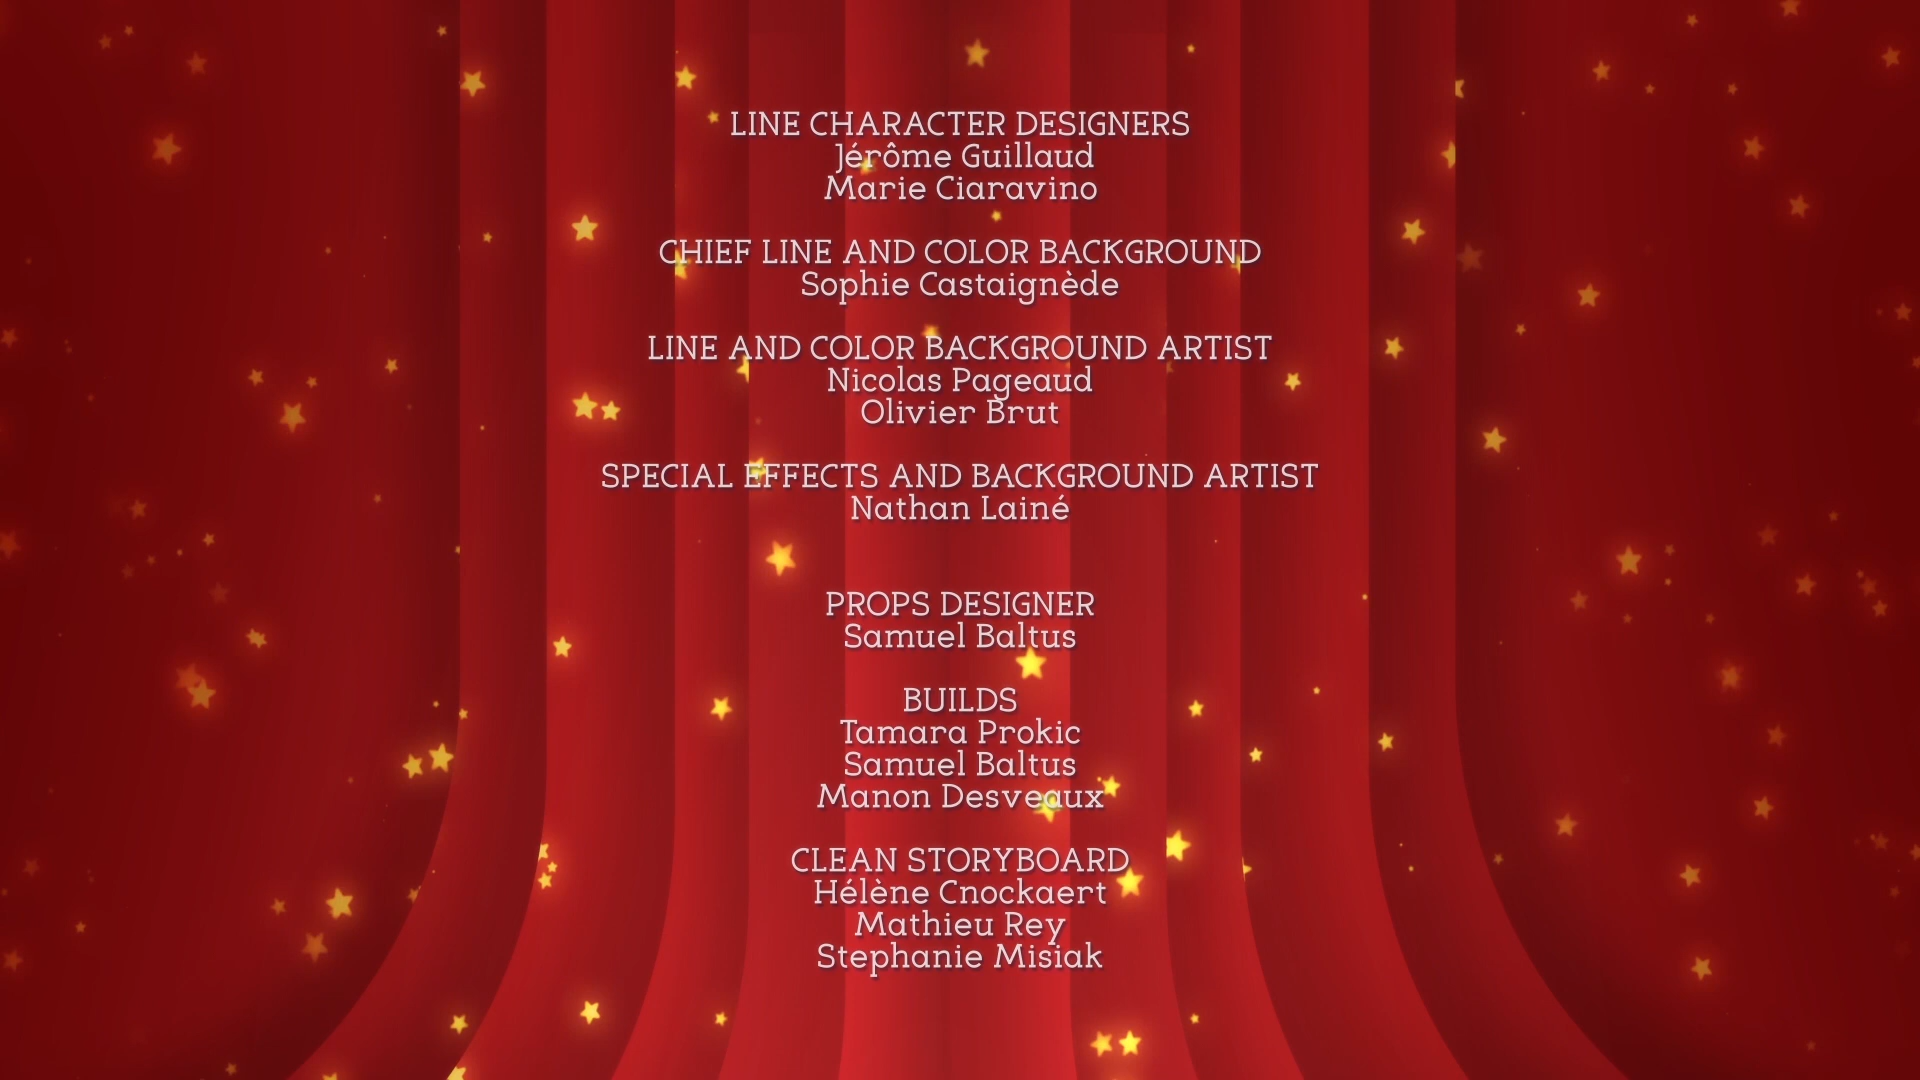 LINE CHARACTER DESIGNERS
Jérôme Guillaud
Marie Ciaravino
CHIEF LINE AND COLOR BACKGROUND
Sophie Castaignède
LINE AND COLOR BACKGROUND ARTIST
Nicolas Pageaud
Olivier Brut
SPECIAL EFFECTS AND BACKGROUND ARTIST
Nathan Lainé
PROPS DESIGNER
Samuel Baltus
BUILDS
Tamara Prokic
Samuel Baltus
Manon Desveaux
CLEAN STORYBOARD
Hélène Cnockaert
Mathieu Rey
Stephanie Misiak